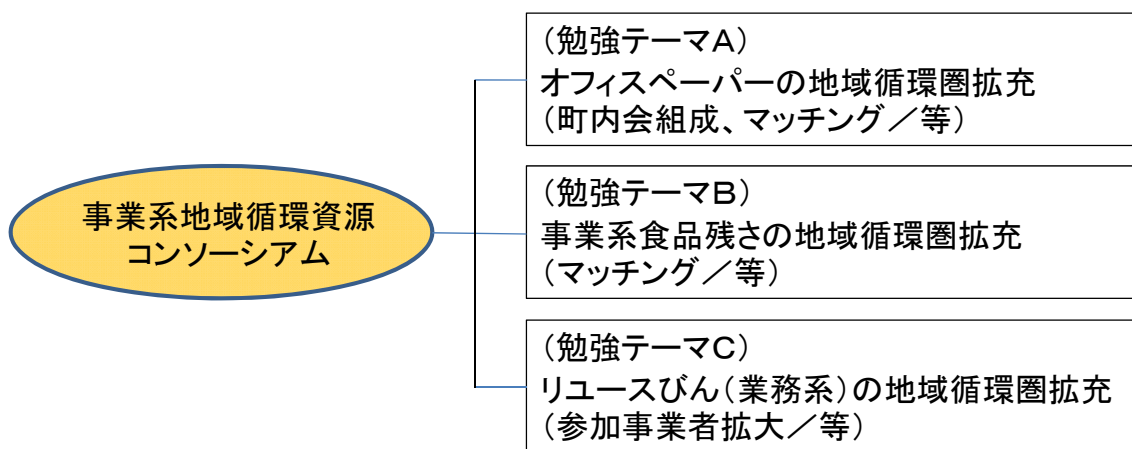 事業系地域循環資源
コンソーシアム
（勉強テーマA）
オフィスペーパーの地域循環圏拡充
（町内会組成、マッチング／等）
（勉強テーマB）
事業系食品残さの地域循環圏拡充
（マッチング／等）
（勉強テーマC）
リユースびん（業務系）の地域循環圏拡充
（参加事業者拡大／等）